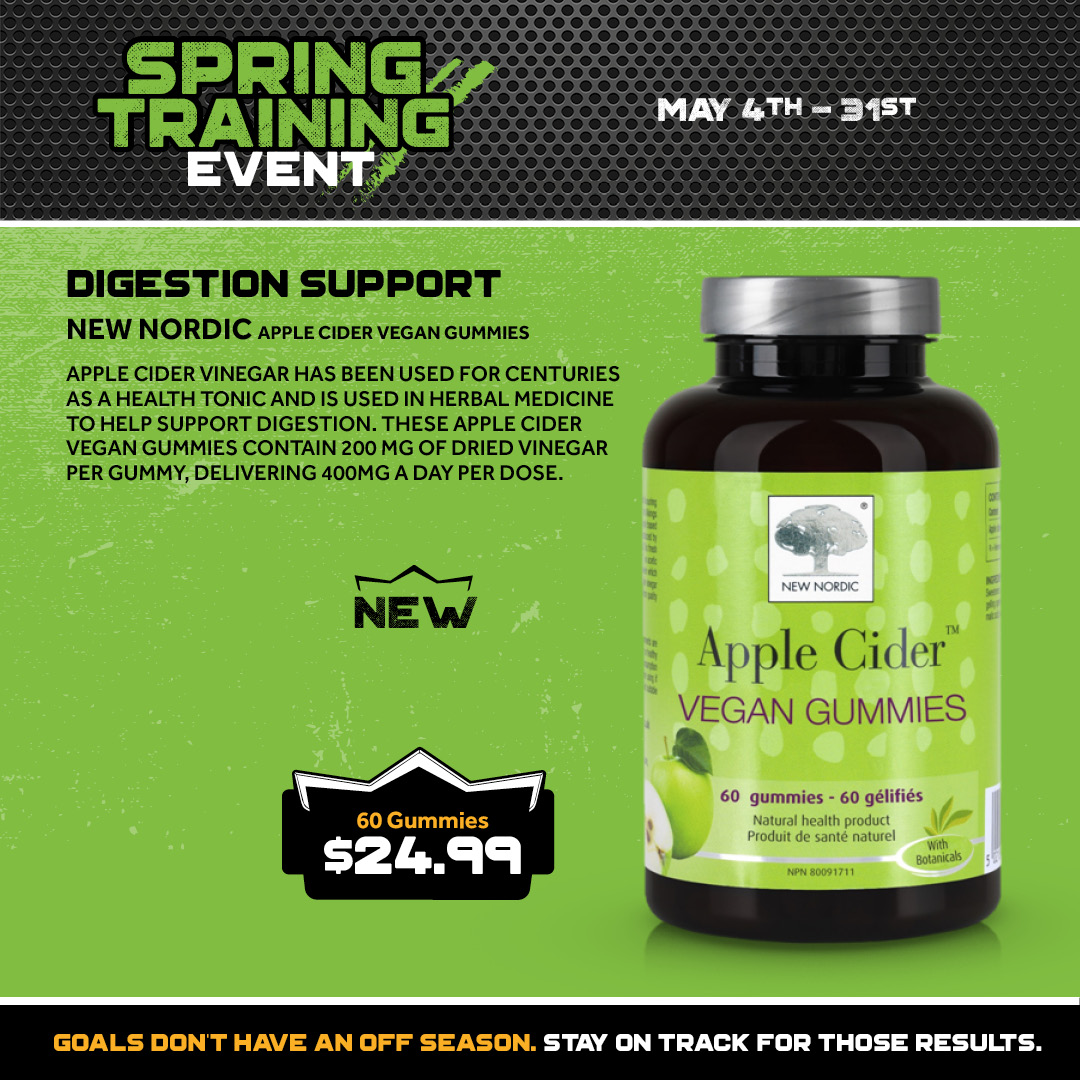 SPRING
TRAINING
EVENT
MAY 4TH – 31ST
DIGESTION SUPPORT
NEW NORDIC APPLE CIDER VEGAN GUMMIES
APPLE CIDER VINEGAR HAS BEEN USED FOR CENTURIES
AS A HEALTH TONIC AND IS USED IN HERBAL MEDICINE
TO HELP SUPPORT DIGESTION. THESE APPLE CIDER
VEGAN GUMMIES CONTAIN 200 MG OF DRIED VINEGAR
PER GUMMY, DELIVERING 400MG A DAY PER DOSE.
NEW
60 Gummies
$24.99
®
NEW NORDIC
Apple Cider™
VEGAN GUMMIES
60 gummies - 60 gélifiés
Natural health product
Produit de santé naturel
With
Botanicals
NPN 80091711
GOALS DON'T HAVE AN OFF SEASON. STAY ON TRACK FOR THOSE RESULTS.